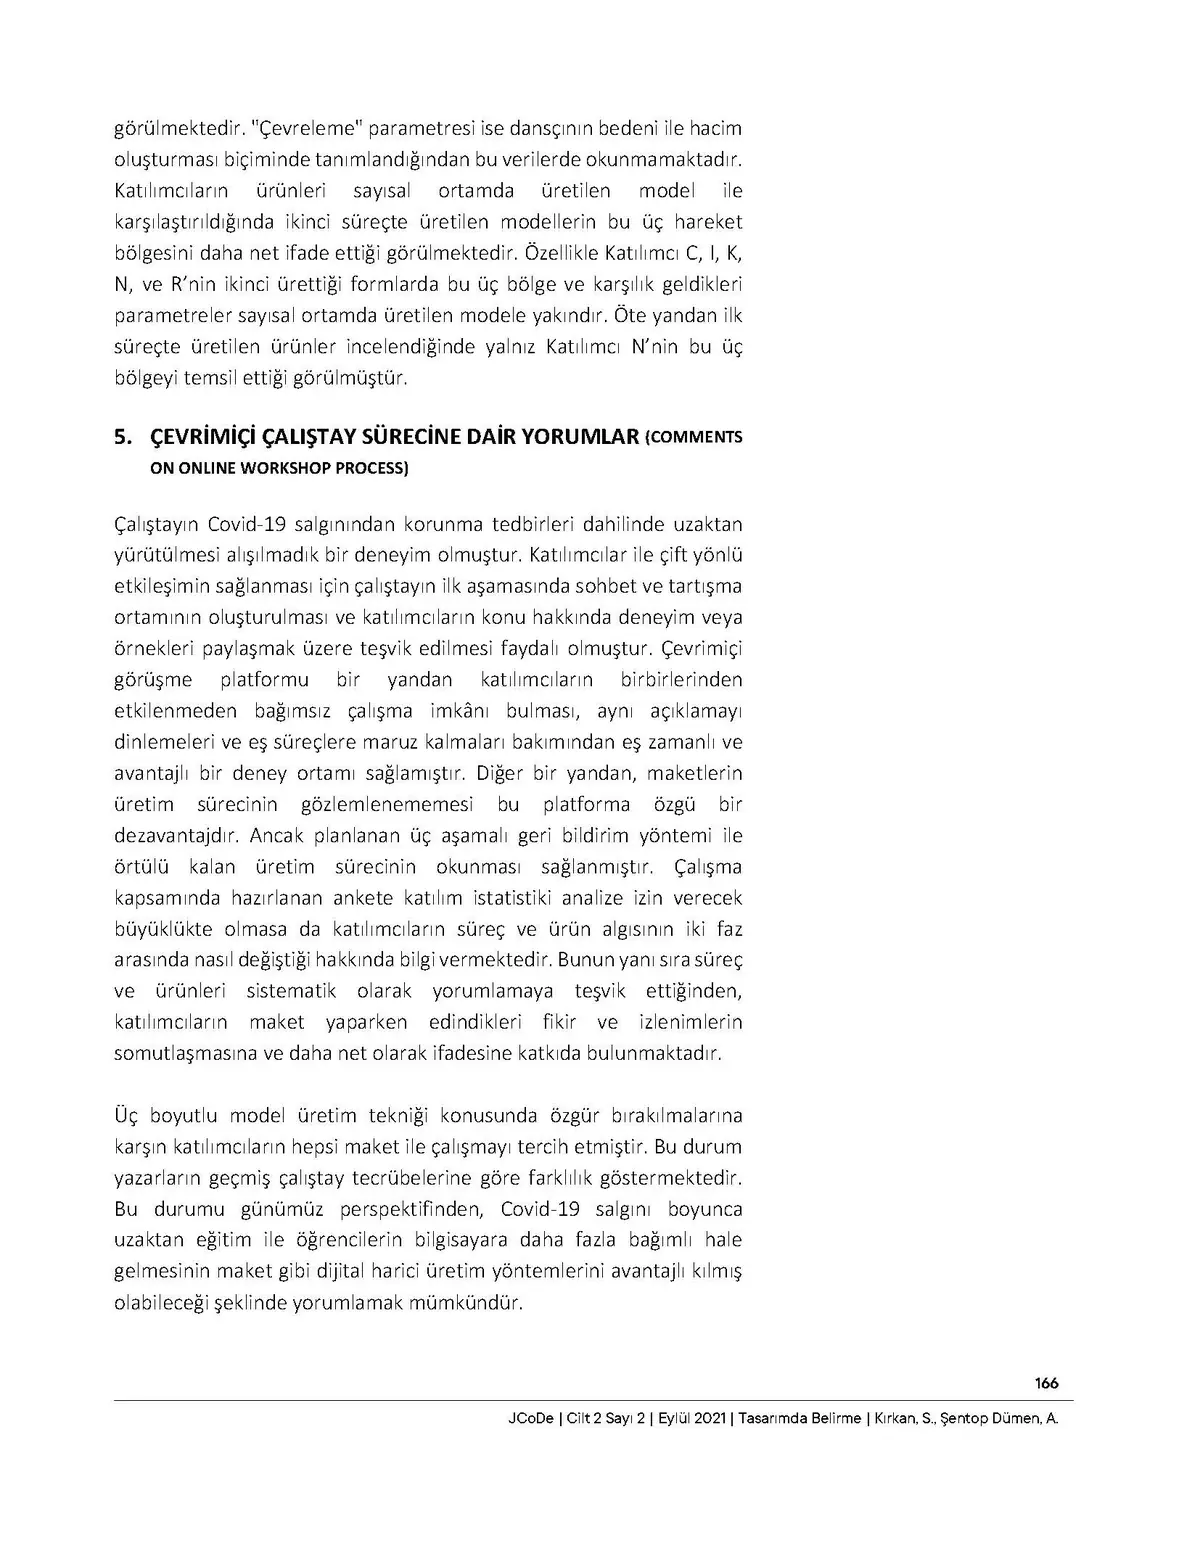 görülmektedir. "Çevreleme" parametresi ise dansçının bedeni ile hacim
oluşturması biçiminde tanımlandığından bu verilerde okunmamaktadır.
Katılımcıların ürünleri sayısal ortamda üretilen model ile
karşılaştırıldığında ikinci süreçte üretilen modellerin bu üç hareket
bölgesini daha net ifade ettiği görülmektedir. Özellikle Katılımcı C, I, K,
N, ve R’nin ikinci ürettiği formlarda bu üç bölge ve karşılık geldikleri
parametreler sayısal ortamda üretilen modele yakındır. Öte yandan ilk
süreçte üretilen ürünler incelendiğinde yalnız Katılımcı N’nin bu üç
bölgeyi temsil ettiği görülmüştür.
5. ÇEVRİMİÇİ ÇALIŞTAY SÜRECİNE DAİR YORUMLAR (COMMENTS
ON ONLINE WORKSHOP PROCESS)
Çalıştayın Covid-19 salgınından korunma tedbirleri dahilinde uzaktan
yürütülmesi alışılmadık bir deneyim olmuştur. Katılımcılar ile çift yönlü
etkileşimin sağlanması için çalıştayın ilk aşamasında sohbet ve tartışma
ortamının oluşturulması ve katılımcıların konu hakkında deneyim veya
örnekleri paylaşmak üzere teşvik edilmesi faydalı olmuştur. Çevrimiçi
görüşme platformu bir yandan katılımcıların birbirlerinden
etkilenmeden bağımsız çalışma imkânı bulması, aynı açıklamayı
dinlemeleri ve eş süreçlere maruz kalmaları bakımından eş zamanlı ve
avantajlı bir deney ortamı sağlamıştır. Diğer bir yandan, maketlerin
üretim sürecinin gözlemlenememesi bu platforma özgü bir
dezavantajdır. Ancak planlanan üç aşamalı geri bildirim yöntemi ile
örtülü kalan üretim sürecinin okunması sağlanmıştır. Çalışma
kapsamında hazırlanan ankete katılım istatistiki analize izin verecek
büyüklükte olmasa da katılımcıların süreç ve ürün algısının iki faz
arasında nasıl değiştiği hakkında bilgi vermektedir. Bunun yanı sıra süreç
ve ürünleri sistematik olarak yorumlamaya teşvik ettiğinden,
katılımcıların maket yaparken edindikleri fikir ve izlenimlerin
somutlaşmasına ve daha net olarak ifadesine katkıda bulunmaktadır.
Üç boyutlu model üretim tekniği konusunda özgür bırakılmalarına
karşın katılımcıların hepsi maket ile çalışmayı tercih etmiştir. Bu durum
yazarların geçmiş çalıştay tecrübelerine göre farklılık göstermektedir.
Bu durumu günümüz perspektifinden, Covid-19 salgını boyunca
uzaktan eğitim ile öğrencilerin bilgisayara daha fazla bağımlı hale
gelmesinin maket gibi dijital harici üretim yöntemlerini avantajlı kılmış
olabileceği şeklinde yorumlamak mümkündür.
166
JCoDe | Cilt 2 Sayı 2 | Eylül 2021 | Tasarımda Belirme | Kırkan, S., Şentop Dümen, A.